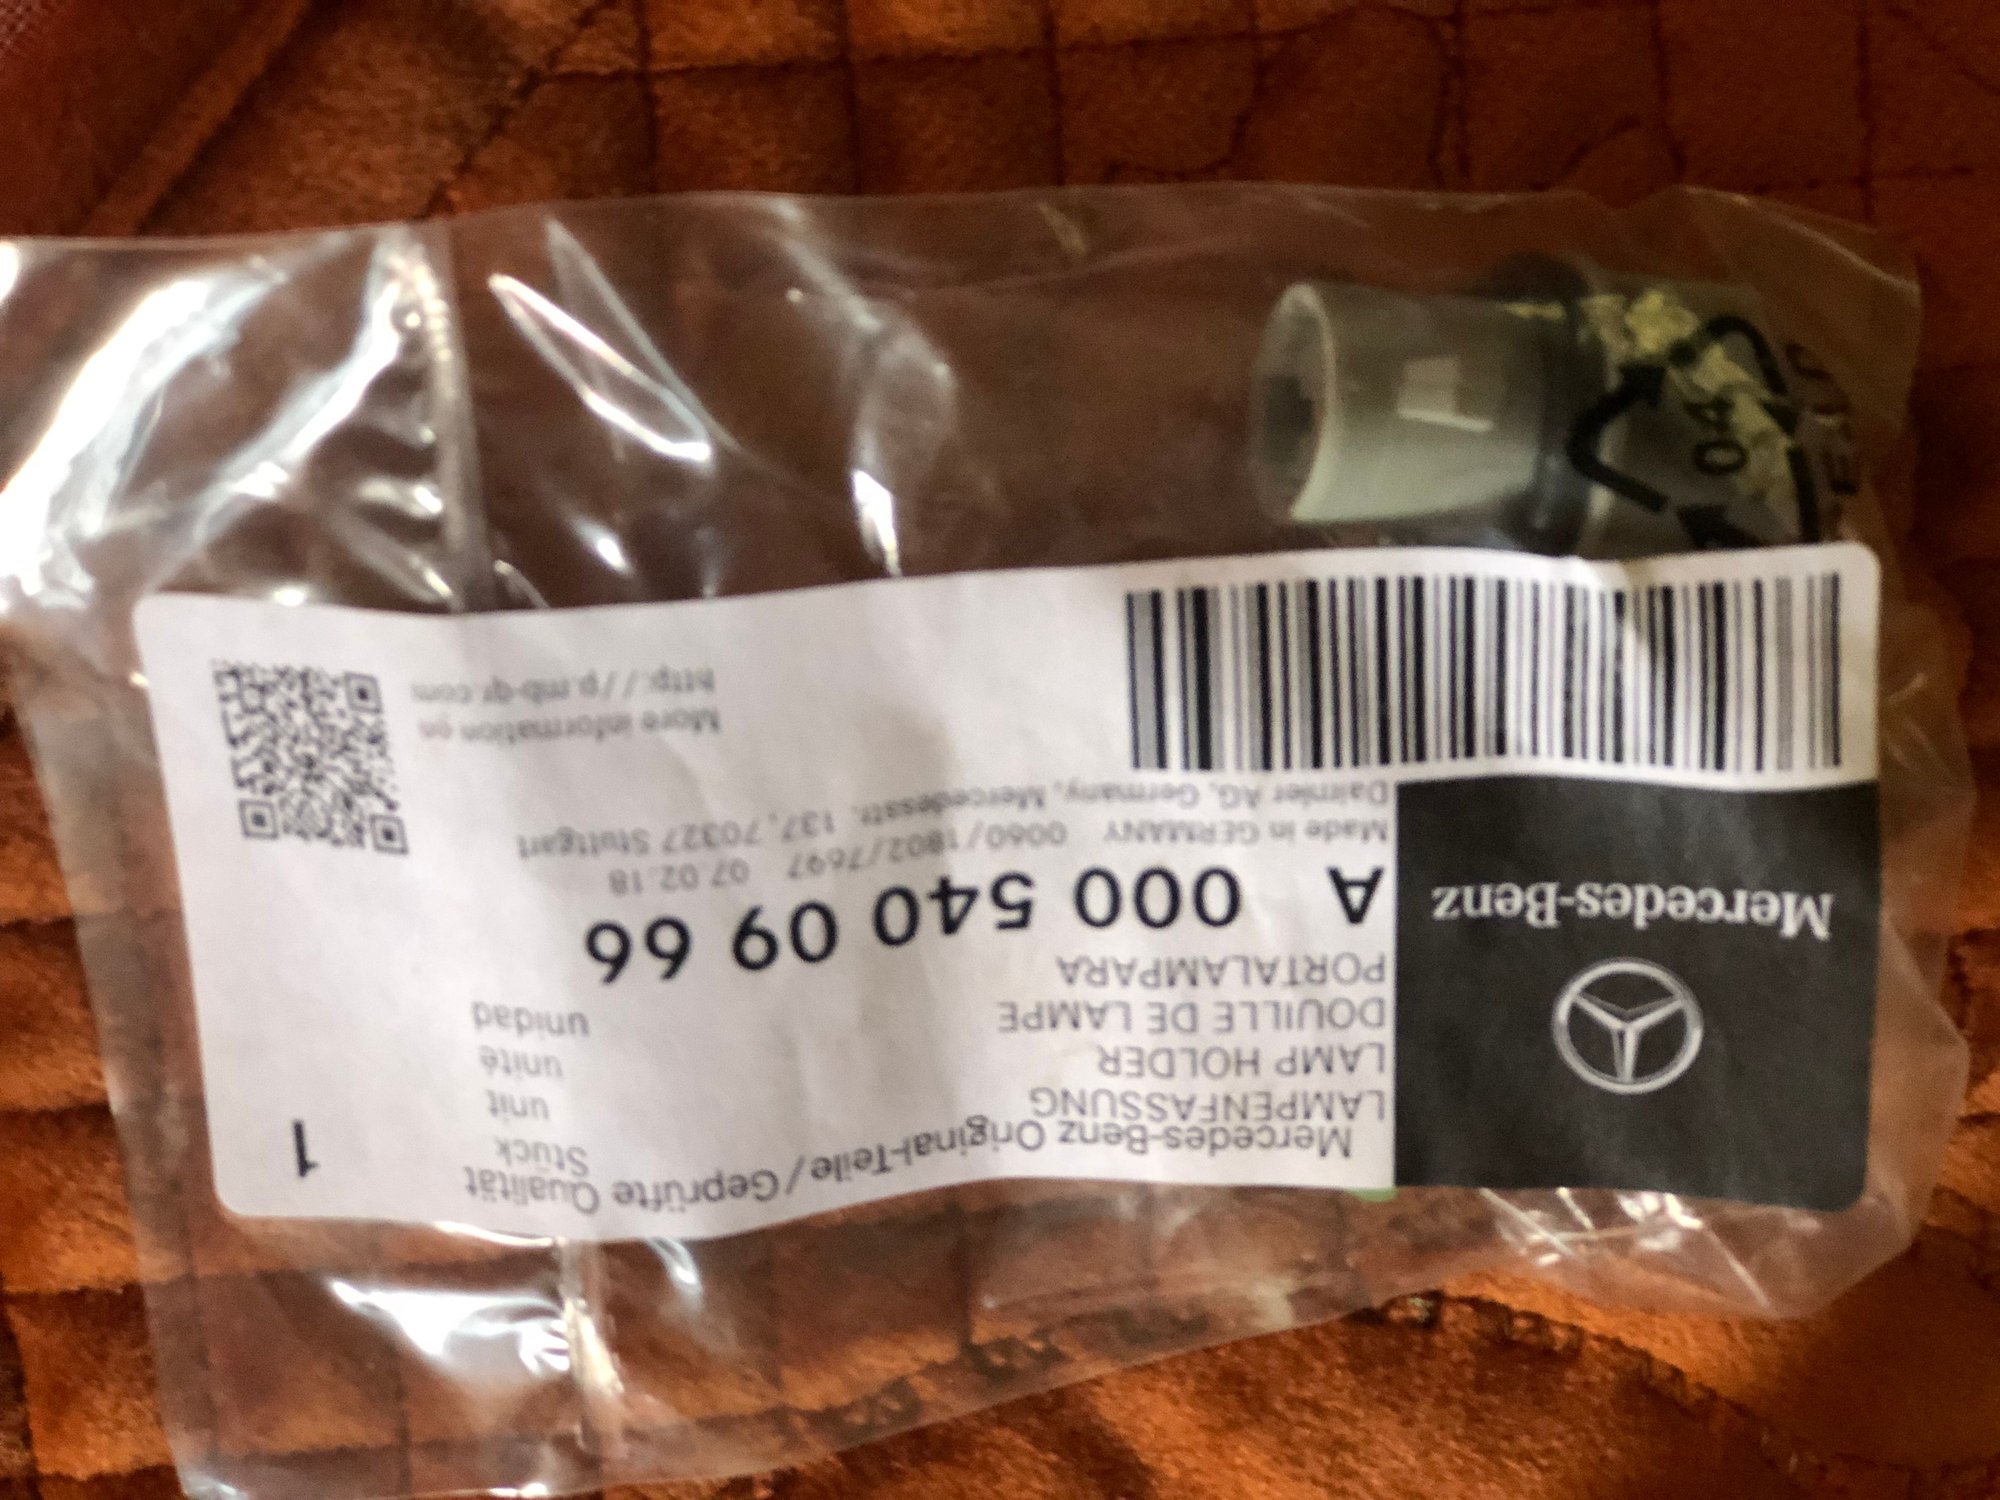 Mercedes-Benz
Mercedes-Benz Original-Teile/Geprüfte Qualität
LAMPENFASSUNG Stück 1
LAMP HOLDER unit
DOUILLE DE LAMPE unité
PORTALAMPARA unidad
A 000 540 09 66
Made in GERMANY 0060/1802/7697 07.02.18
Daimler AG, Germany, Mercedesstr. 137, 70327 Stuttgart
More information on
http://p.mb-qr.com
04